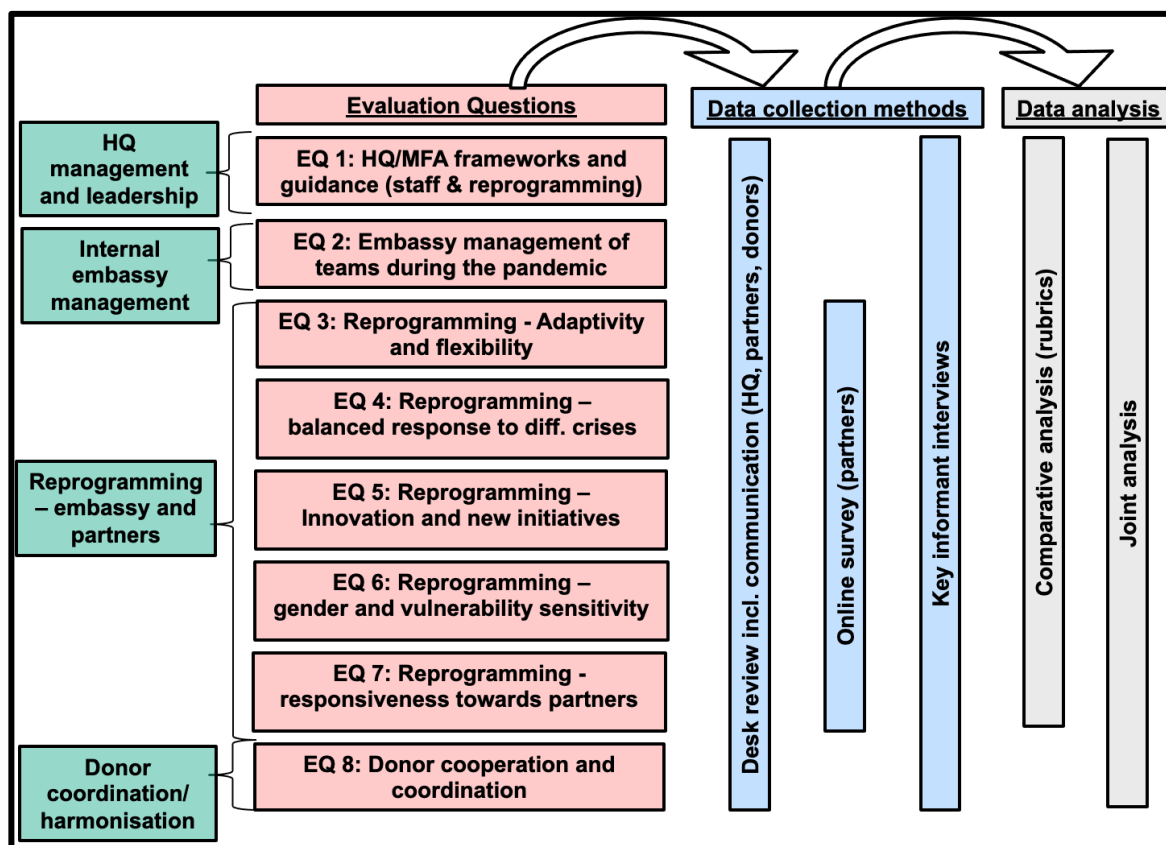 Evaluation Questions
Data collection methods
Data analysis
HQ
management
and leadership
Internal
embassy
management
Reprogramming
– embassy and
partners
Donor
coordination/
harmonisation
EQ 1: HQ/MFA frameworks and
guidance (staff & reprogramming)
EQ 2: Embassy management of
teams during the pandemic
EQ 3: Reprogramming - Adaptivity
and flexibility
EQ 4: Reprogramming –
balanced response to diff. crises
EQ 5: Reprogramming –
Innovation and new initiatives
EQ 6: Reprogramming –
gender and vulnerability sensitivity
EQ 7: Reprogramming -
responsiveness towards partners
EQ 8: Donor cooperation and
coordination
Desk review incl. communication (HQ, partners, donors)
Online survey (partners)
Key informant interviews
Comparative analysis (rubrics)
Joint analysis